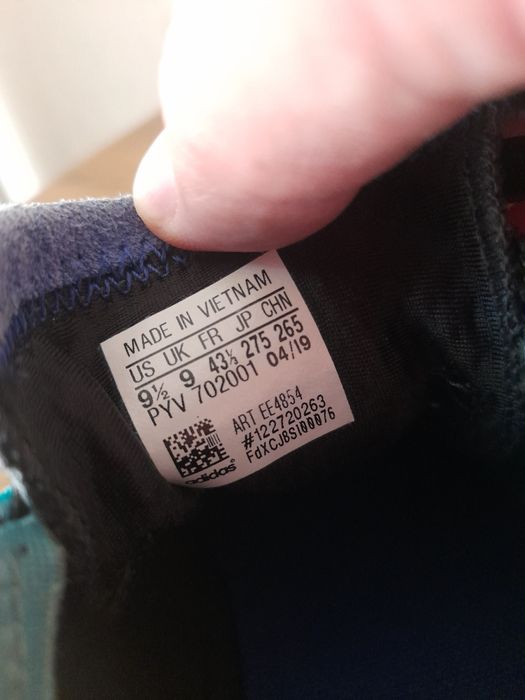 MADE IN VIETNAM
US UK FR JP CHN
9½ 9 43⅓ 275 265
PYV 702001 04/19
ART EE4854
#122720263
FdXCJ8SI00076
adidas